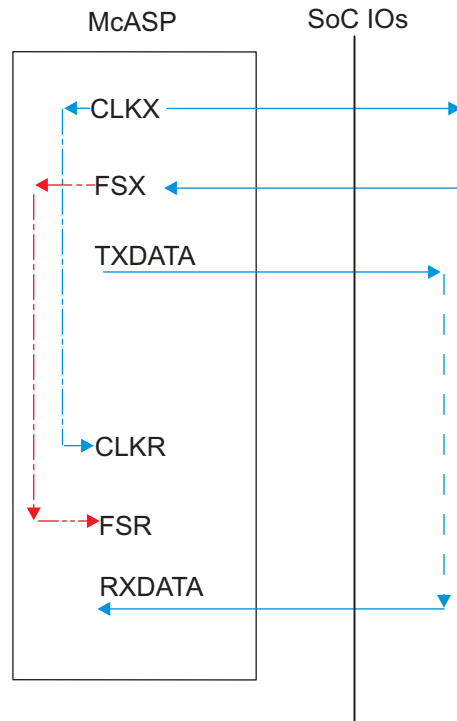 McASP
SoC IOs
CLKX
FSX
TXDATA
CLKR
FSR
RXDATA